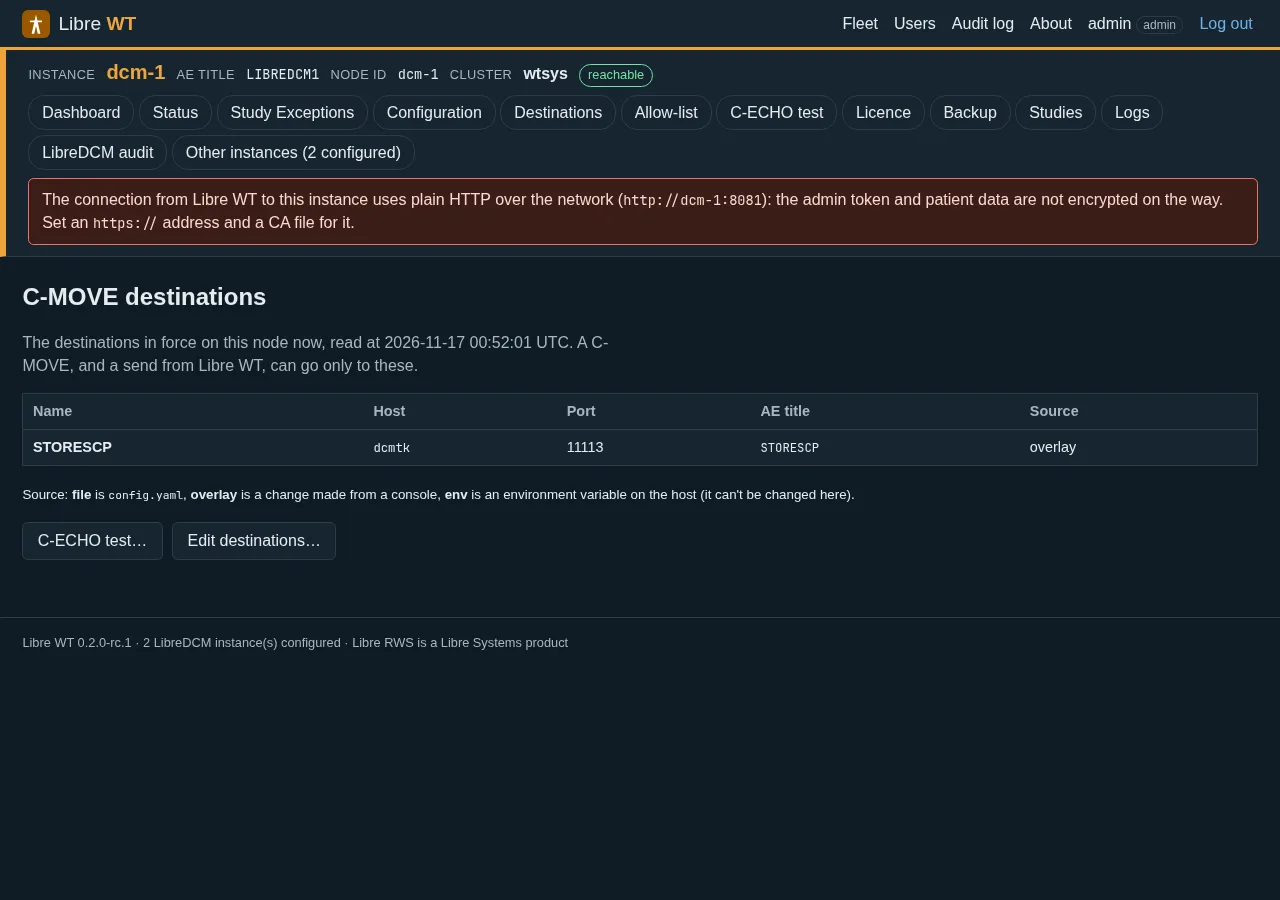 Libre WT
Fleet Users Audit log About admin admin Log out
INSTANCE dcm-1 AE TITLE LIBREDCM1 NODE ID dcm-1 CLUSTER wtsys reachable
Dashboard Status Study Exceptions Configuration Destinations Allow-list C-ECHO test Licence Backup Studies Logs
LibreDCM audit Other instances (2 configured)
The connection from Libre WT to this instance uses plain HTTP over the network (http://dcm-1:8081): the admin token and patient data are not encrypted on the way.
Set an https:// address and a CA file for it.
C-MOVE destinations
The destinations in force on this node now, read at 2026-11-17 00:52:01 UTC. A C-
MOVE, and a send from Libre WT, can go only to these.
Name Host Port AE title Source
STORESCP dcmtk 11113 STORESCP overlay
Source: file is config.yaml, overlay is a change made from a console, env is an environment variable on the host (it can't be changed here).
C-ECHO test… Edit destinations…
Libre WT 0.2.0-rc.1 · 2 LibreDCM instance(s) configured · Libre RWS is a Libre Systems product